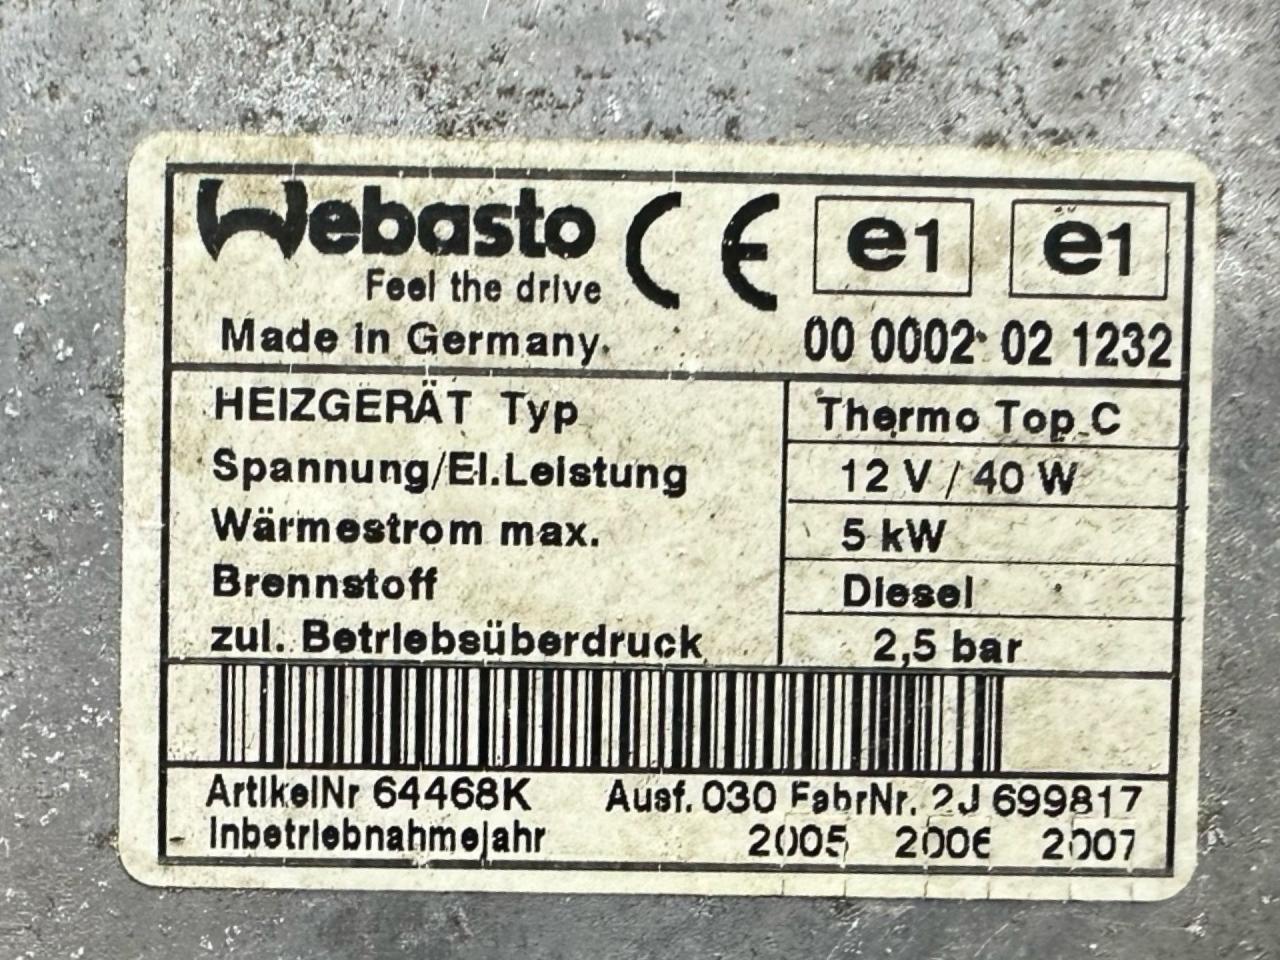 Webasto CE e1 e1
Feel the drive
Made in Germany. 00 0002 02 1232
HEIZGERÄT Typ Thermo Top C
Spannung/El.Leistung 12 V / 40 W
Wärmestrom max. 5 kW
Brennstoff Diesel
zul. Betriebsüberdruck 2,5 bar
ArtikelNr 64468K Ausf. 030 FabrNr. 2J 699817
Inbetriebnahmejahr 2005 2006 2007